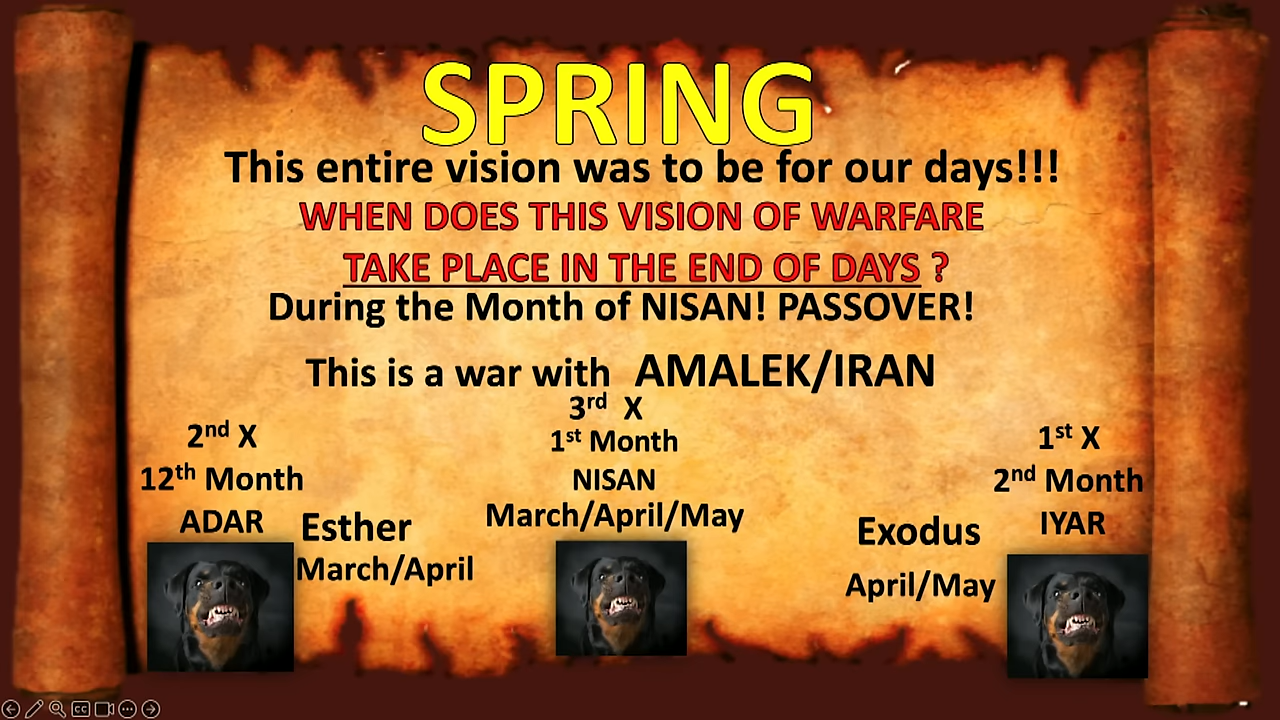 SPRING
This entire vision was to be for our days!!!
WHEN DOES THIS VISION OF WARFARE
TAKE PLACE IN THE END OF DAYS ?
During the Month of NISAN! PASSOVER!
This is a war with AMALEK/IRAN
2nd X
12th Month
ADAR
Esther
March/April
3rd X
1st Month
NISAN
March/April/May
1st X
2nd Month
IYAR
Exodus
April/May
CC